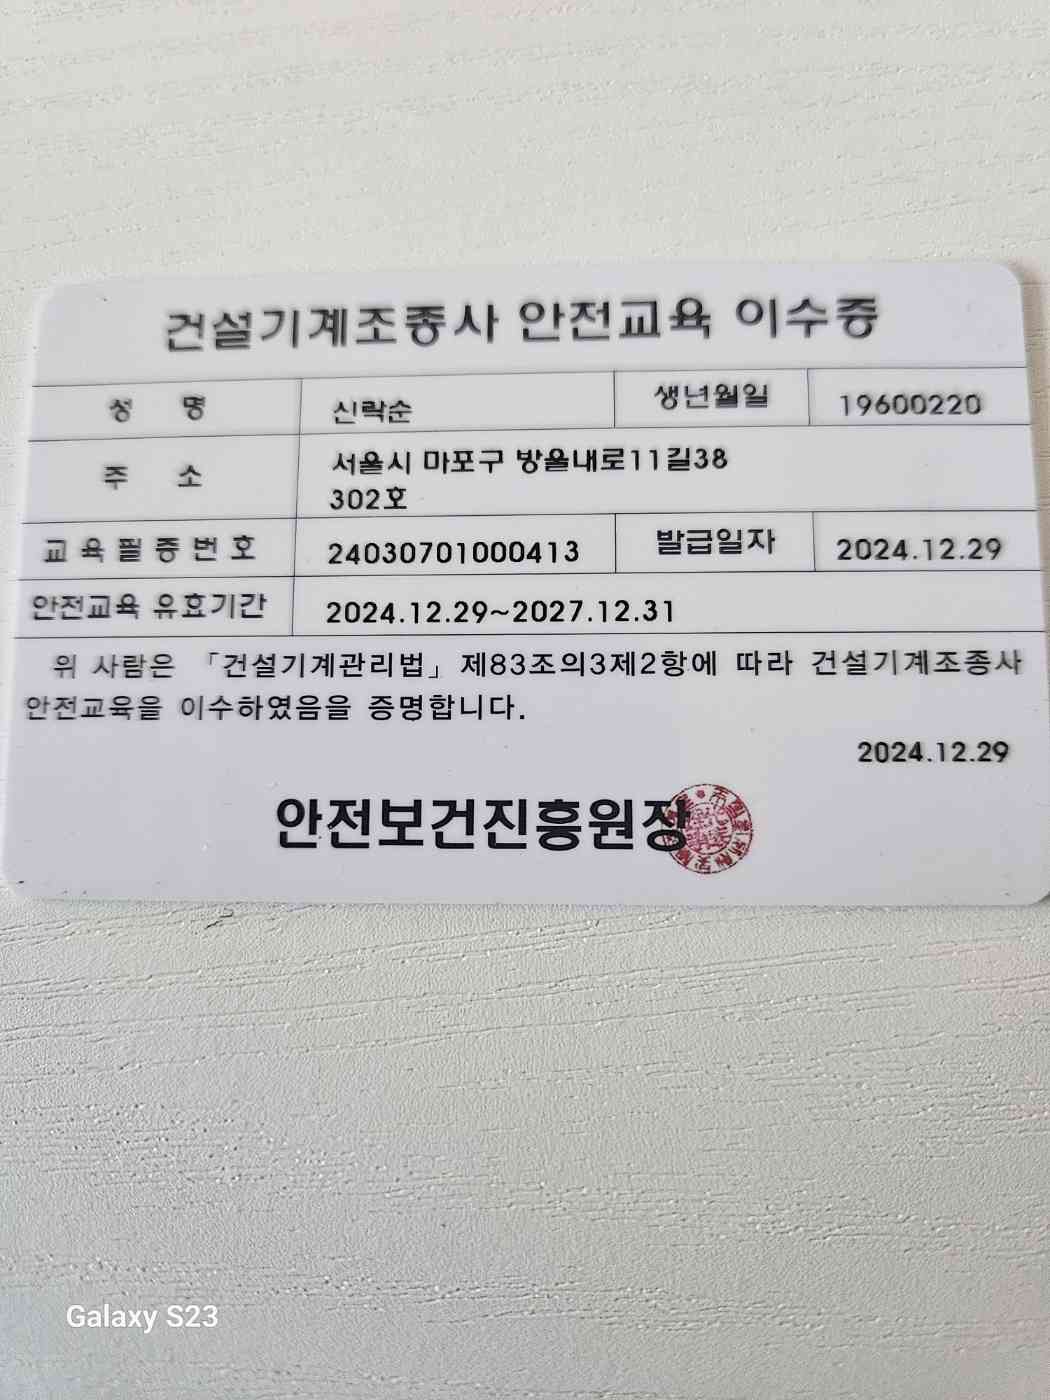 건설기계조종사 안전교육 이수증
성 명 신락순 생년월일 19600220
주 소 서울시 마포구 방울내로11길38
302호
교육필증번호 24030701000413 발급일자 2024.12.29
안전교육 유효기간 2024.12.29~2027.12.31
위 사람은 「건설기계관리법」 제83조의3제2항에 따라 건설기계조종사
안전교육을 이수하였음을 증명합니다.
2024.12.29
안전보건진흥원장
Galaxy S23